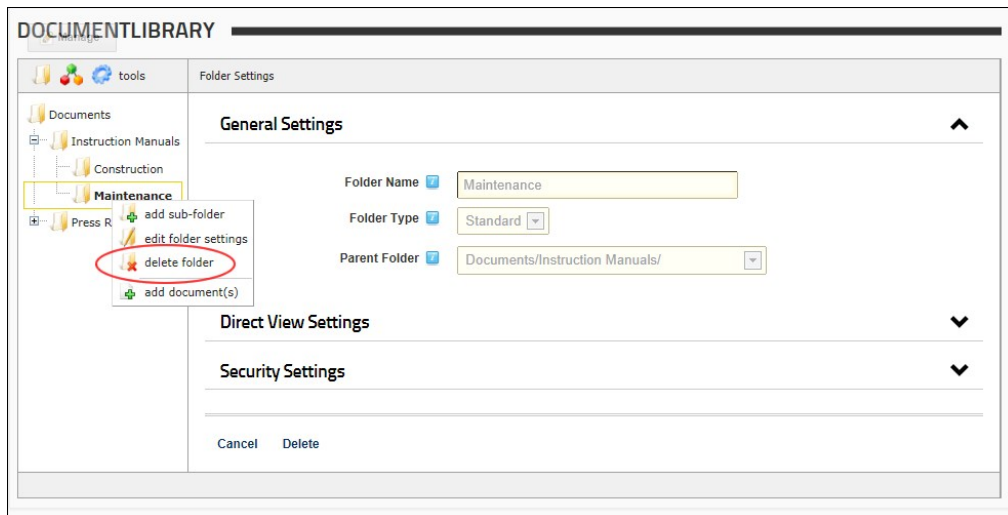 DOCUMENTLIBRARY
Manage
tools
Folder Settings
Documents
Instruction Manuals
Construction
Maintenance
Press R
add sub-folder
edit folder settings
delete folder
add document(s)
General Settings
Folder Name
Maintenance
Folder Type
Standard
Parent Folder
Documents/Instruction Manuals/
Direct View Settings
Security Settings
Cancel Delete